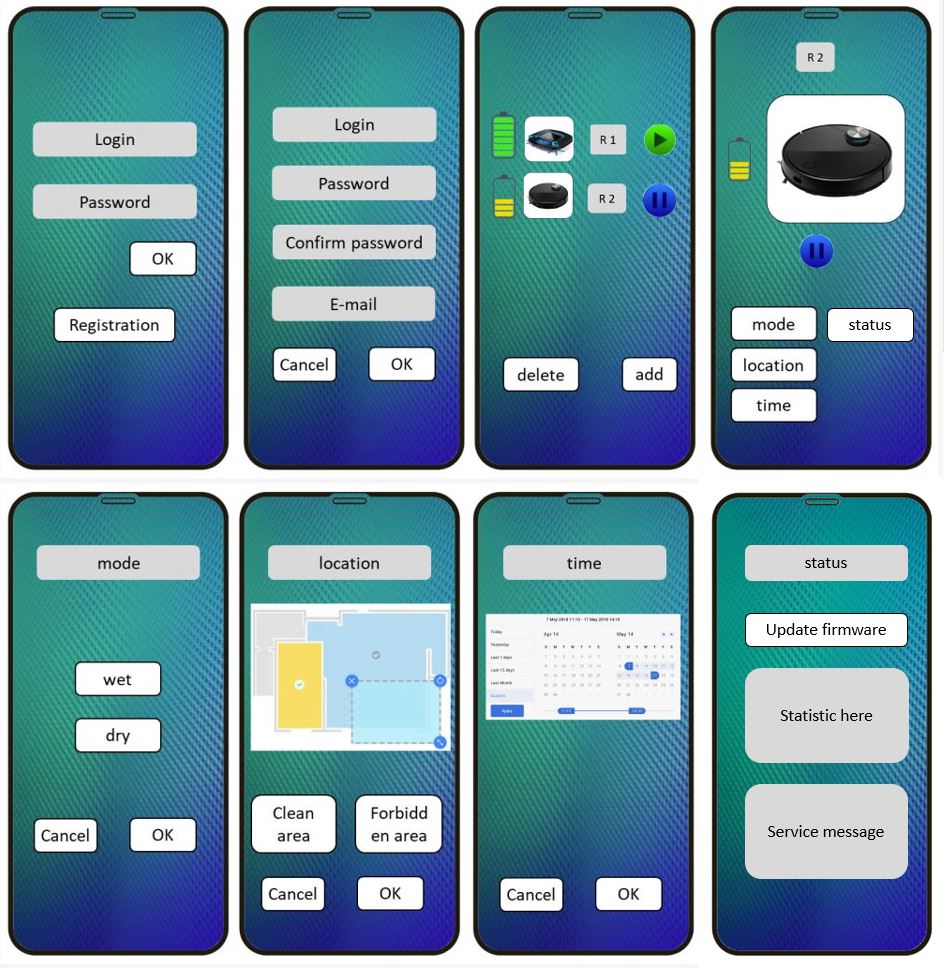 Login
Password
OK
Registration
Login
Password
Confirm password
E-mail
Cancel
OK
R 1
R 2
delete
add
R 2
mode
status
location
time
mode
wet
dry
Cancel
OK
location
Clean
area
Forbidd
en area
Cancel
OK
time
7 May 2018 11:10 - 17 May 2018 14:10
Today
Yesterday
Last 7 days
Last 15 days
Last Month
Custom
Apply
Apr 14
May 14
Cancel
OK
status
Update firmware
Statistic here
Service message